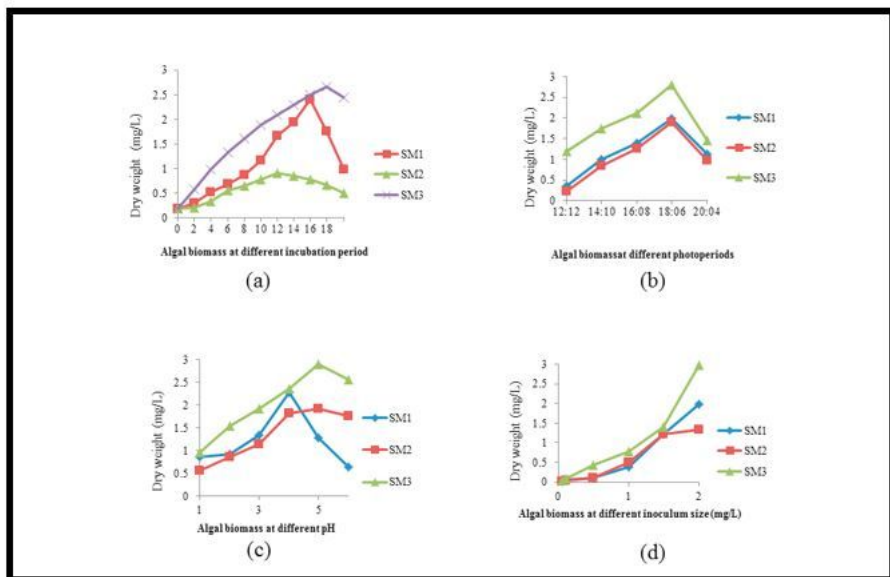 3
2.5
2
1.5
1
0.5
0
Dry weight (mg/L)
0 2 4 6 8 10 12 14 16 18
SM1
SM2
SM3
Algal biomass at different incubation period
(a)
3
2.5
2
1.5
1
0.5
0
Dry weight (mg/L)
12:12 14:10 16:08 18:06 20:04
SM1
SM2
SM3
Algal biomassat different photoperiods
(b)
3
2.5
2
1.5
1
0.5
0
Dry weight (mg/L)
1 3 5
SM1
SM2
SM3
Algal biomass at different pH
(c)
3
2.5
2
1.5
1
0.5
0
Dry weight (mg/L)
0 1 2
SM1
SM2
SM3
Algal biomass at different inoculum size (mg/L)
(d)